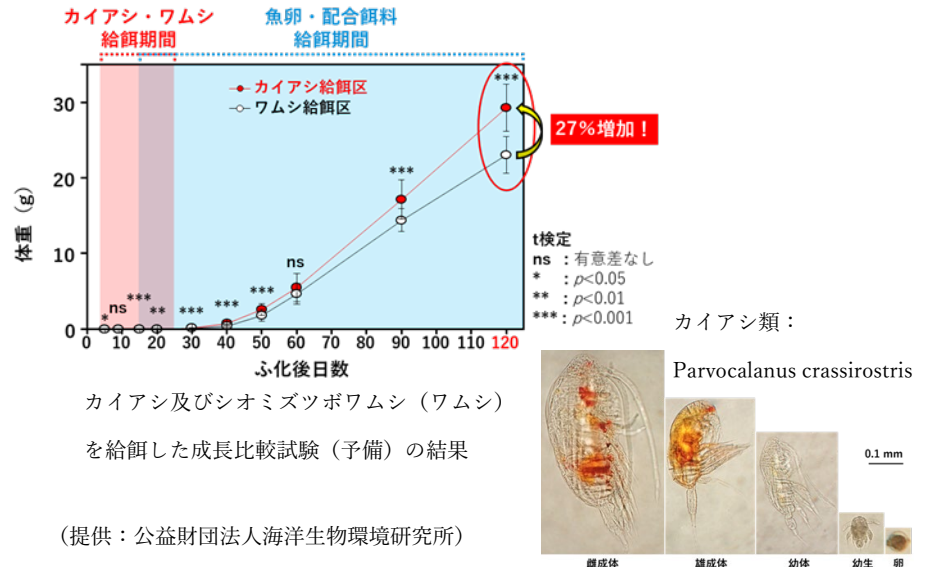 カイアシ・ワムシ
給餌期間
魚卵・配合餌料
給餌期間
カイアシ給餌区
ワムシ給餌区
27%増加！
体重（g）
30
20
10
0
*
ns
***
**
***
***
***
ns
***
***
0 10 20 30 40 50 60 70 80 90 100 110 120
ふ化後日数
t検定
ns ：有意差なし
* ：p<0.05
** ：p<0.01
***：p<0.001
カイアシ及びシオミズツボワムシ（ワムシ）
を給餌した成長比較試験（予備）の結果
（提供：公益財団法人海洋生物環境研究所）
カイアシ類：
Parvocalanus crassirostris
0.1 mm
雌成体 雄成体 幼体 幼生 卵